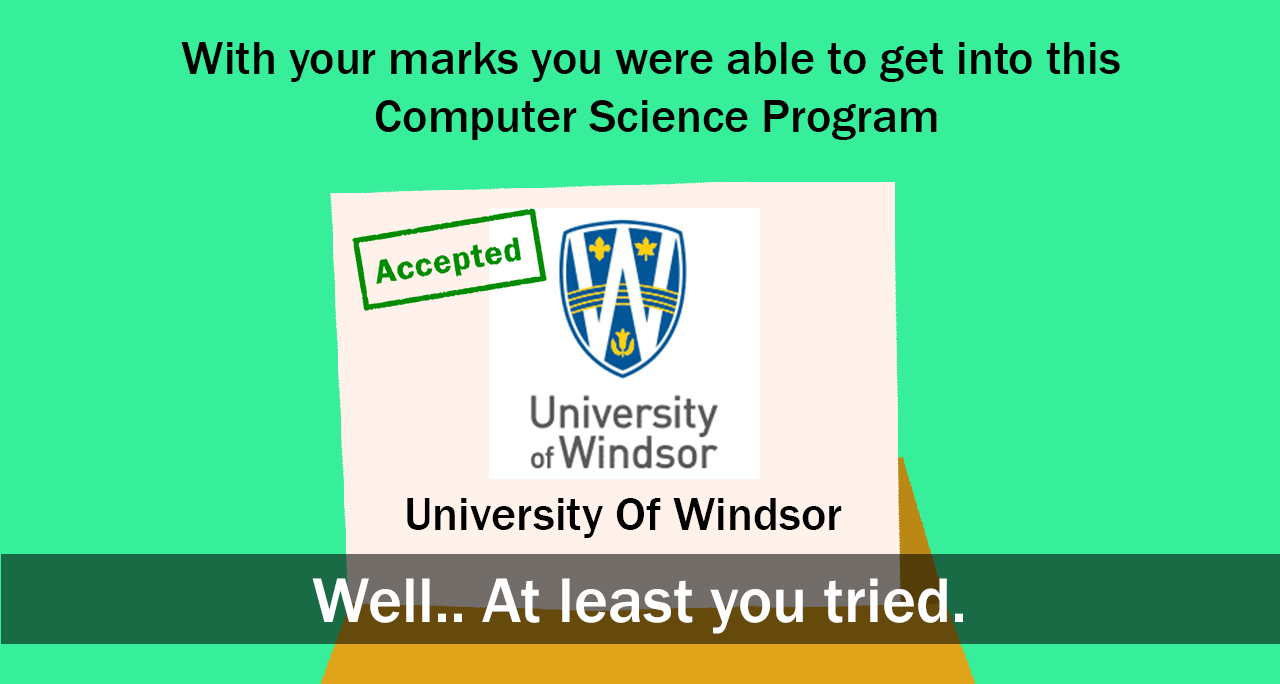 With your marks you were able to get into this
Computer Science Program
Accepted
University
of Windsor
University Of Windsor
Well.. At least you tried.